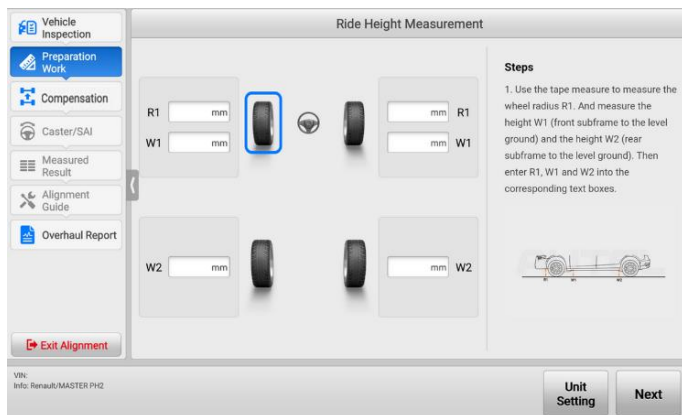 Vehicle
Inspection
Preparation
Work
Compensation
Caster/SAI
Measured
Result
Alignment
Guide
Overhaul Report
Exit Alignment
Ride Height Measurement
R1 mm
W1 mm
mm R1
mm W1
W2 mm
mm W2
Steps
1. Use the tape measure to measure the
wheel radius R1. And measure the
height W1 (front subframe to the level
ground) and the height W2 (rear
subframe to the level ground). Then
enter R1, W1 and W2 into the
corresponding text boxes.
R1 W1 W2
VIN:
Info: Renault/MASTER PH2
Unit
Setting
Next